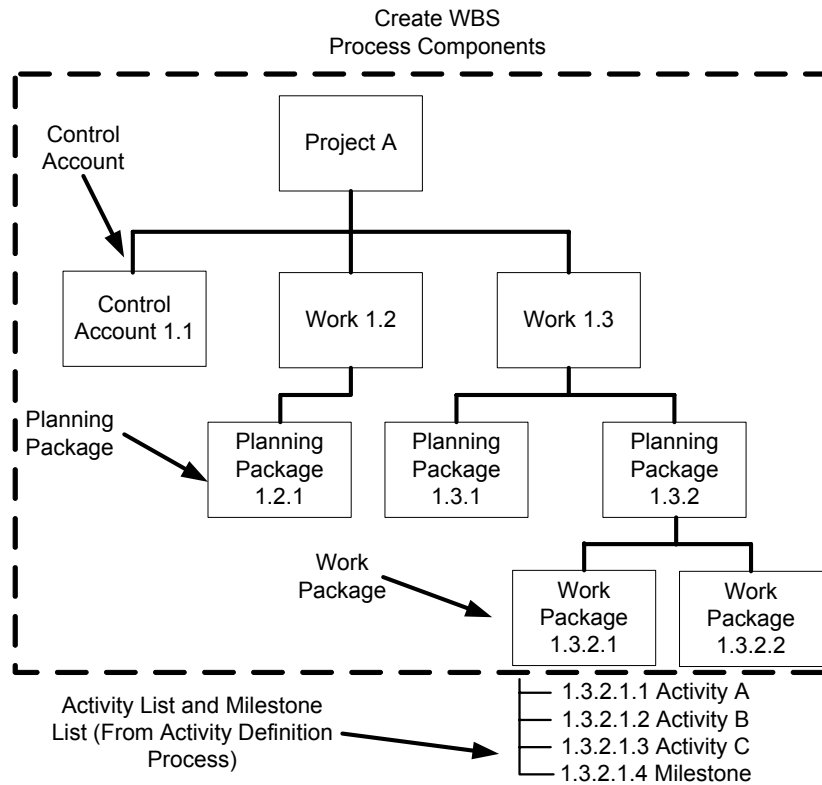 Create WBS
Process Components
Control
Account
Project A
Control
Account 1.1
Work 1.2
Work 1.3
Planning
Package
Planning
Package
1.2.1
Planning
Package
1.3.1
Planning
Package
1.3.2
Work
Package
Work
Package
1.3.2.1
Work
Package
1.3.2.2
Activity List and Milestone
List (From Activity Definition
Process)
1.3.2.1.1 Activity A
1.3.2.1.2 Activity B
1.3.2.1.3 Activity C
1.3.2.1.4 Milestone